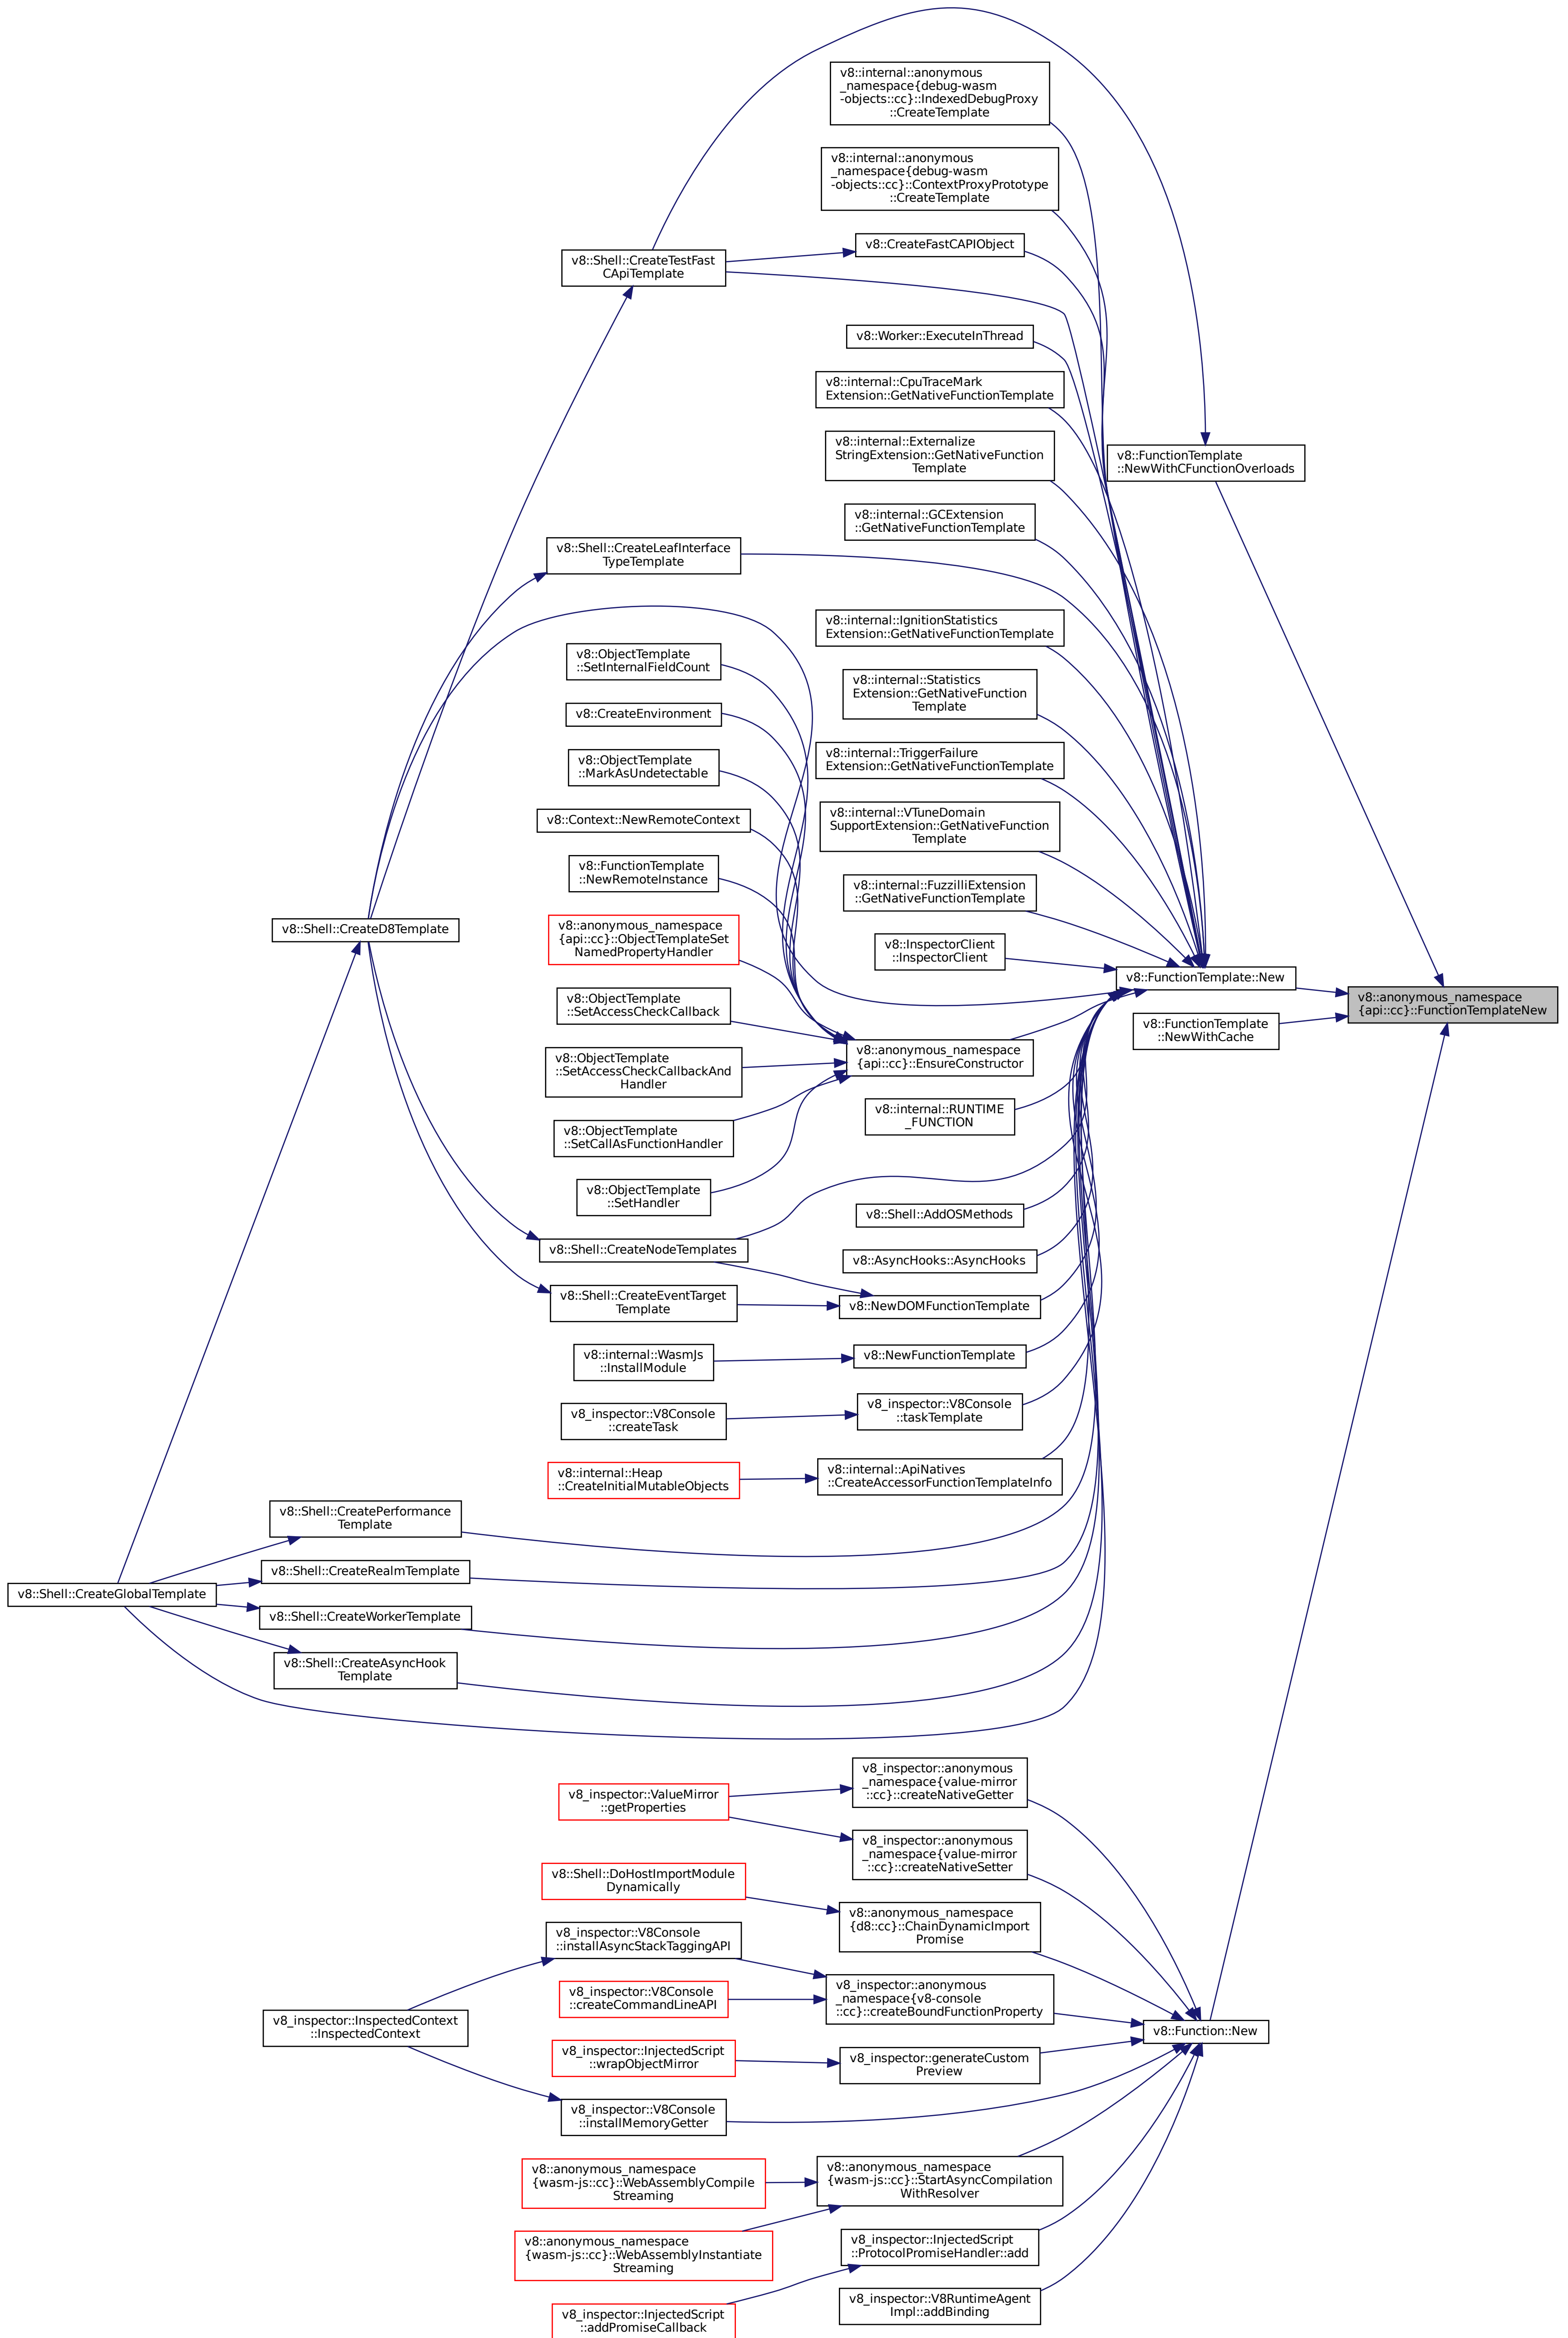 v8::internal::anonymous
_namespace{debug-wasm
-objects::cc}::IndexedDebugProxy
::CreateTemplate
v8::internal::anonymous
_namespace{debug-wasm
-objects::cc}::ContextProxyPrototype
::CreateTemplate
v8::CreateFastCAPIObject
v8::Shell::CreateTestFast
CApiTemplate
v8::Worker::ExecuteInThread
v8::internal::CpuTraceMark
Extension::GetNativeFunctionTemplate
v8::internal::Externalize
StringExtension::GetNativeFunction
Template
v8::FunctionTemplate
::NewWithCFunctionOverloads
v8::internal::GCExtension
::GetNativeFunctionTemplate
v8::Shell::CreateLeafInterface
TypeTemplate
v8::internal::IgnitionStatistics
Extension::GetNativeFunctionTemplate
v8::ObjectTemplate
::SetInternalFieldCount
v8::internal::Statistics
Extension::GetNativeFunction
Template
v8::CreateEnvironment
v8::ObjectTemplate
::MarkAsUndetectable
v8::internal::TriggerFailure
Extension::GetNativeFunctionTemplate
v8::Context::NewRemoteContext
v8::internal::VTuneDomain
SupportExtension::GetNativeFunction
Template
v8::FunctionTemplate
::NewRemoteInstance
v8::internal::FuzzilliExtension
::GetNativeFunctionTemplate
v8::Shell::CreateD8Template
v8::anonymous_namespace
{api::cc}::ObjectTemplateSet
NamedPropertyHandler
v8::InspectorClient
::InspectorClient
v8::FunctionTemplate::New
v8::anonymous_namespace
{api::cc}::FunctionTemplateNew
v8::ObjectTemplate
::SetAccessCheckCallback
v8::FunctionTemplate
::NewWithCache
v8::ObjectTemplate
::SetAccessCheckCallbackAnd
Handler
v8::anonymous_namespace
{api::cc}::EnsureConstructor
v8::internal::RUNTIME
_FUNCTION
v8::ObjectTemplate
::SetCallAsFunctionHandler
v8::ObjectTemplate
::SetHandler
v8::Shell::AddOSMethods
v8::Shell::CreateNodeTemplates
v8::AsyncHooks::AsyncHooks
v8::Shell::CreateEventTarget
Template
v8::NewDOMFunctionTemplate
v8::internal::WasmJs
::InstallModule
v8::NewFunctionTemplate
v8_inspector::V8Console
::createTask
v8_inspector::V8Console
::taskTemplate
v8::internal::Heap
::CreateInitialMutableObjects
v8::internal::ApiNatives
::CreateAccessorFunctionTemplateInfo
v8::Shell::CreatePerformance
Template
v8::Shell::CreateRealmTemplate
v8::Shell::CreateGlobalTemplate
v8::Shell::CreateWorkerTemplate
v8::Shell::CreateAsyncHook
Template
v8_inspector::anonymous
_namespace{value-mirror
::cc}::createNativeGetter
v8_inspector::ValueMirror
::getProperties
v8_inspector::anonymous
_namespace{value-mirror
::cc}::createNativeSetter
v8::Shell::DoHostImportModule
Dynamically
v8::anonymous_namespace
{d8::cc}::ChainDynamicImport
Promise
v8_inspector::V8Console
::installAsyncStackTaggingAPI
v8_inspector::anonymous
_namespace{v8-console
::cc}::createBoundFunctionProperty
v8_inspector::V8Console
::createCommandLineAPI
v8_inspector::InspectedContext
::InspectedContext
v8::Function::New
v8_inspector::InjectedScript
::wrapObjectMirror
v8_inspector::generateCustom
Preview
v8_inspector::V8Console
::installMemoryGetter
v8::anonymous_namespace
{wasm-js::cc}::WebAssemblyCompile
Streaming
v8::anonymous_namespace
{wasm-js::cc}::StartAsyncCompilation
WithResolver
v8::anonymous_namespace
{wasm-js::cc}::WebAssemblyInstantiate
Streaming
v8_inspector::InjectedScript
::ProtocolPromiseHandler::add
v8_inspector::V8RuntimeAgent
Impl::addBinding
v8_inspector::InjectedScript
::addPromiseCallback